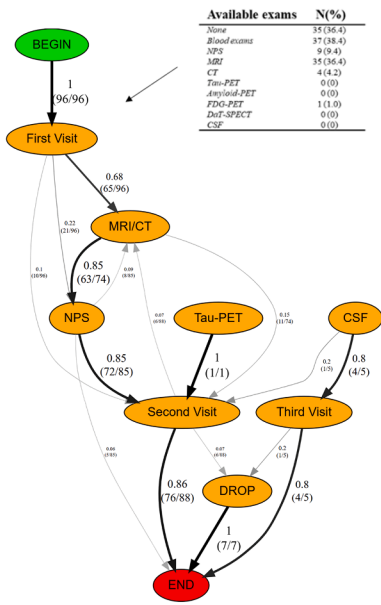 Available exams N(%)
None 35 (36.4)
Blood exams 37 (38.4)
NPS 9 (9.4)
MRI 35 (36.4)
CT 4 (4.2)
Tau-PET 0 (0)
Amyloid-PET 0 (0)
FDG-PET 1 (1.0)
DaT-SPECT 0 (0)
CSF 0 (0)
BEGIN
1
(96/96)
First Visit
0.68
(65/96)
0.22
(21/96)
0.1
(10/96)
MRI/CT
0.85
(63/74)
0.09
(8/85)
0.07
(6/88)
0.15
(11/74)
NPS
Tau-PET
CSF
0.85
(72/85)
1
(1/1)
0.2
(1/5)
0.8
(4/5)
Second Visit
Third Visit
0.06
(5/85)
0.07
(6/88)
0.2
(1/5)
0.86
(76/88)
DROP
0.8
(4/5)
1
(7/7)
END